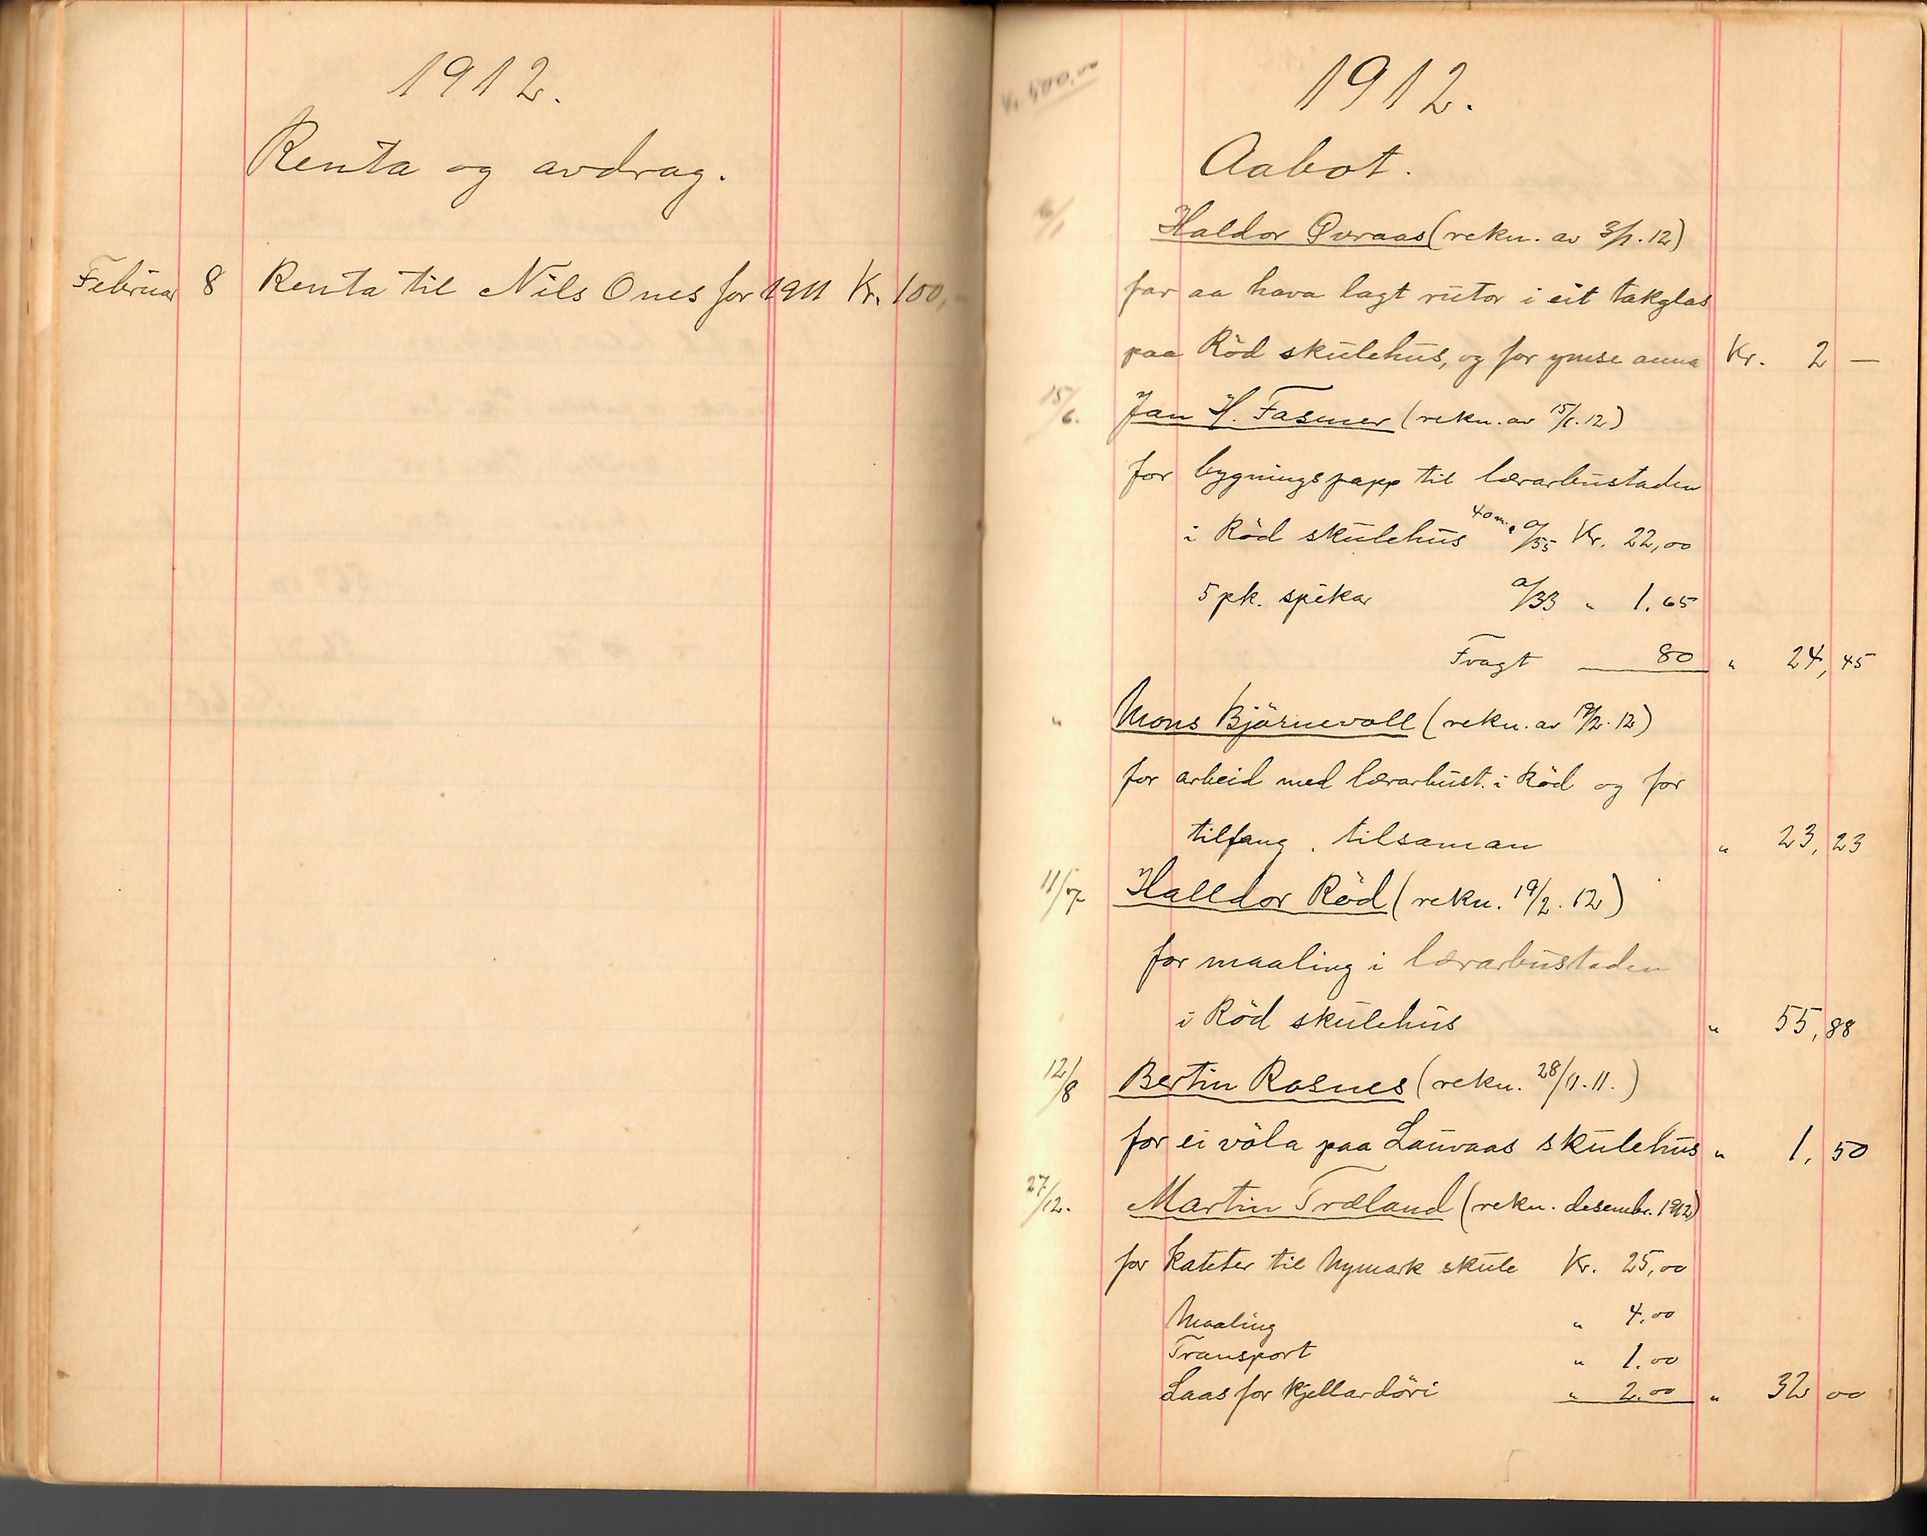 1912.
Renta og avdrag.
Februar 8 Renta til Nils Ones for 1911 Kr. 100,-
Kr. 500,00
1912.
Aabot.
16/1
Haldor Øvraas (rekn. av 3/1.12)
for aa hava lagt rutor i eit takglas
paa Röd skulehus, og for ymse anna Kr. 2 —
15/6. Jan H. Fasmer (rekn. av 15/1.12)
for bygningspapp til lærarbustaden
i Röd skulehus 40 m. a/55 Kr. 22,00
5 pk. spikar a/33 " 1.65
Fragt 80 " 24,45
" Mons Björnevoll (rekn. av 19/2.12)
for arbeid med lærarbust. i Röd og for
tilfang, tilsaman " 23,23
11/7 Halldor Röd (rekn. 19/2.12)
for maaling i lærarbustaden
i Röd skulehus " 55,88
12/8 Bertin Rosnes (rekn. 28/11.11.)
for ei völa paa Lauvaas skulehus " 1,50
27/12. Martin Træland (rekn. desembr. 1912)
for kateter til Nymark skule Kr. 25,00
Maaling " 4.00
Transport " 1.00
Laas for kjellardöri " 2.00 " 32 00